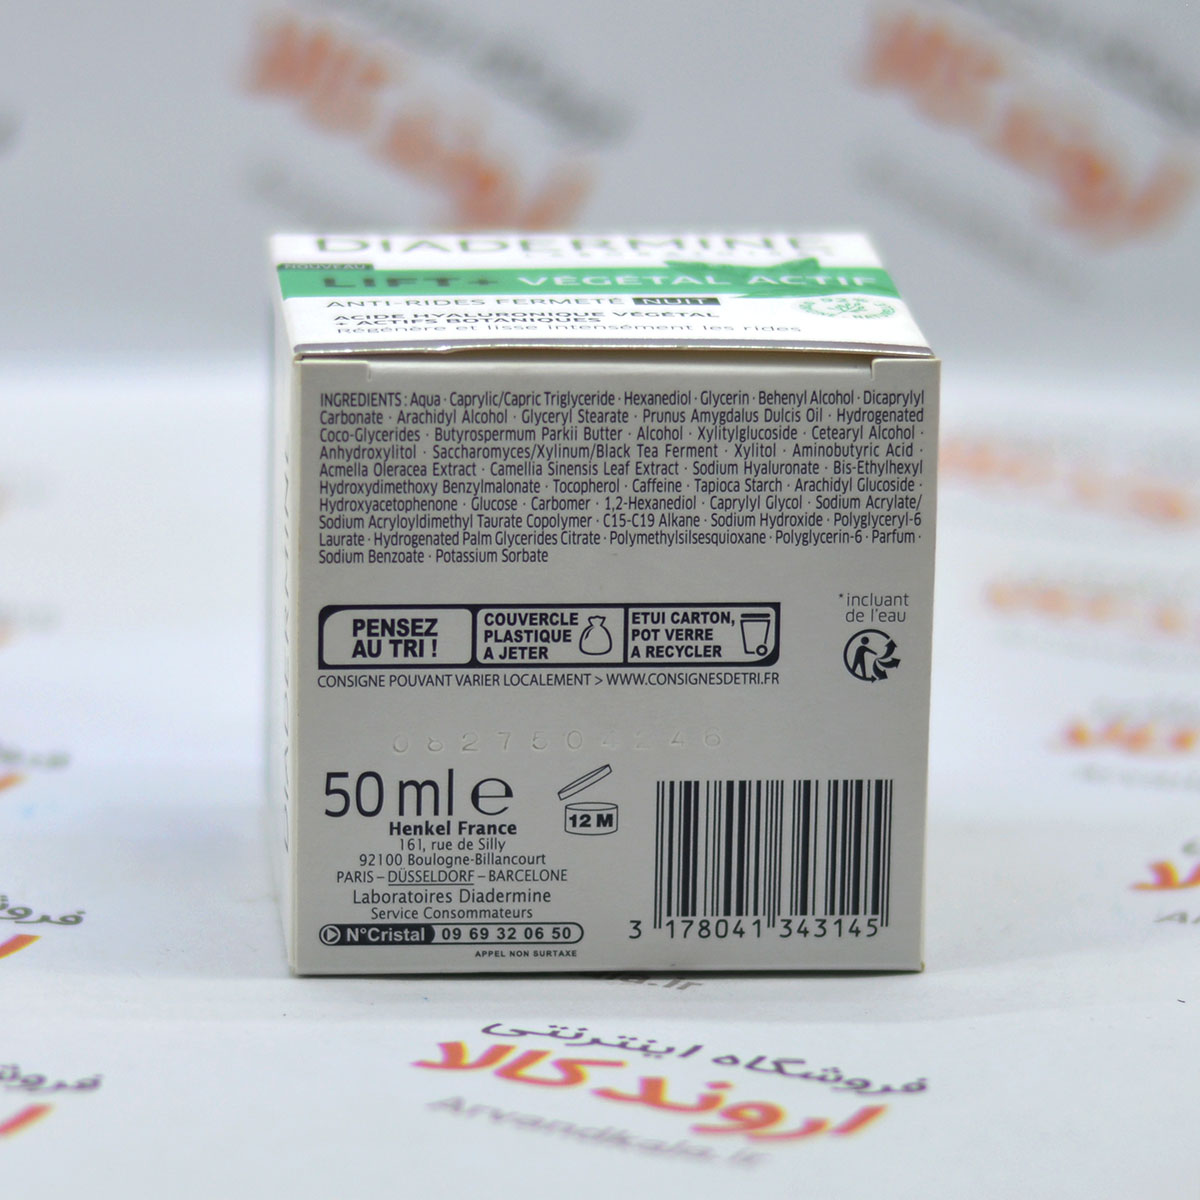 DIADERMINE
LABORATOIRES
NOUVEAU
LIFT+ VÉGÉTAL ACTIF
ANTI-RIDES FERMETÉ NUIT
ACIDE HYALURONIQUE VÉGÉTAL
+ ACTIFS BOTANIQUES
Régénère et lisse intensément les rides
INGREDIENTS : Aqua · Caprylic/Capric Triglyceride · Hexanediol · Glycerin · Behenyl Alcohol · Dicaprylyl
Carbonate · Arachidyl Alcohol · Glyceryl Stearate · Prunus Amygdalus Dulcis Oil · Hydrogenated
Coco-Glycerides · Butyrospermum Parkii Butter · Alcohol · Xylitylglucoside · Cetearyl Alcohol ·
Anhydroxylitol · Saccharomyces/Xylinum/Black Tea Ferment · Xylitol · Aminobutyric Acid ·
Acmella Oleracea Extract · Camellia Sinensis Leaf Extract · Sodium Hyaluronate · Bis-Ethylhexyl
Hydroxydimethoxy Benzylmalonate · Tocopherol · Caffeine · Tapioca Starch · Arachidyl Glucoside ·
Hydroxyacetophenone · Glucose · Carbomer · 1,2-Hexanediol · Caprylyl Glycol · Sodium Acrylate/
Sodium Acryloyldimethyl Taurate Copolymer · C15-C19 Alkane · Sodium Hydroxide · Polyglyceryl-6
Laurate · Hydrogenated Palm Glycerides Citrate · Polymethylsilsesquioxane · Polyglycerin-6 · Parfum ·
Sodium Benzoate · Potassium Sorbate
PENSEZ
AU TRI !
COUVERCLE
PLASTIQUE
A JETER
ETUI CARTON,
POT VERRE
A RECYCLER
*incluant
de l'eau
CONSIGNE POUVANT VARIER LOCALEMENT > WWW.CONSIGNESDETRI.FR
50 ml e
12 M
Henkel France
161, rue de Silly
92100 Boulogne-Billancourt
PARIS – DÜSSELDORF – BARCELONE
Laboratoires Diadermine
Service Consommateurs
N°Cristal 09 69 32 06 50
APPEL NON SURTAXE
3 178041 343145
فروشگاه اینترنتی
اروندکالا
Arvandkala.ir